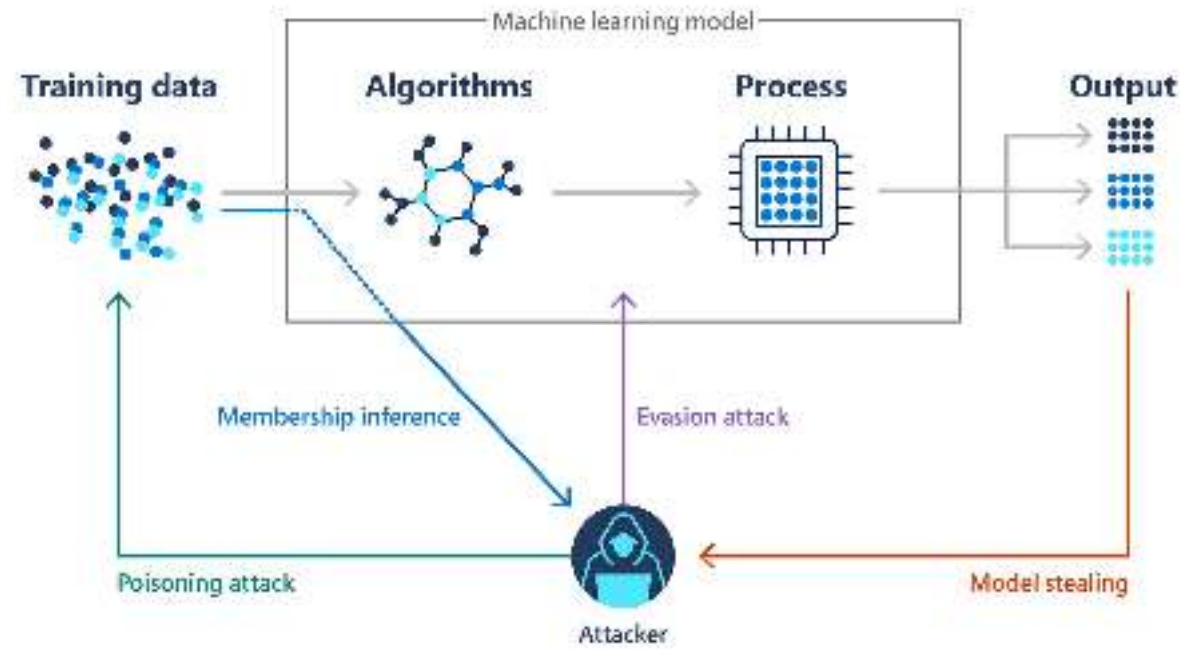 Machine learning model
Training data
Algorithms
Process
Output
Membership inference
Evasion attack
Poisoning attack
Model stealing
Attacker